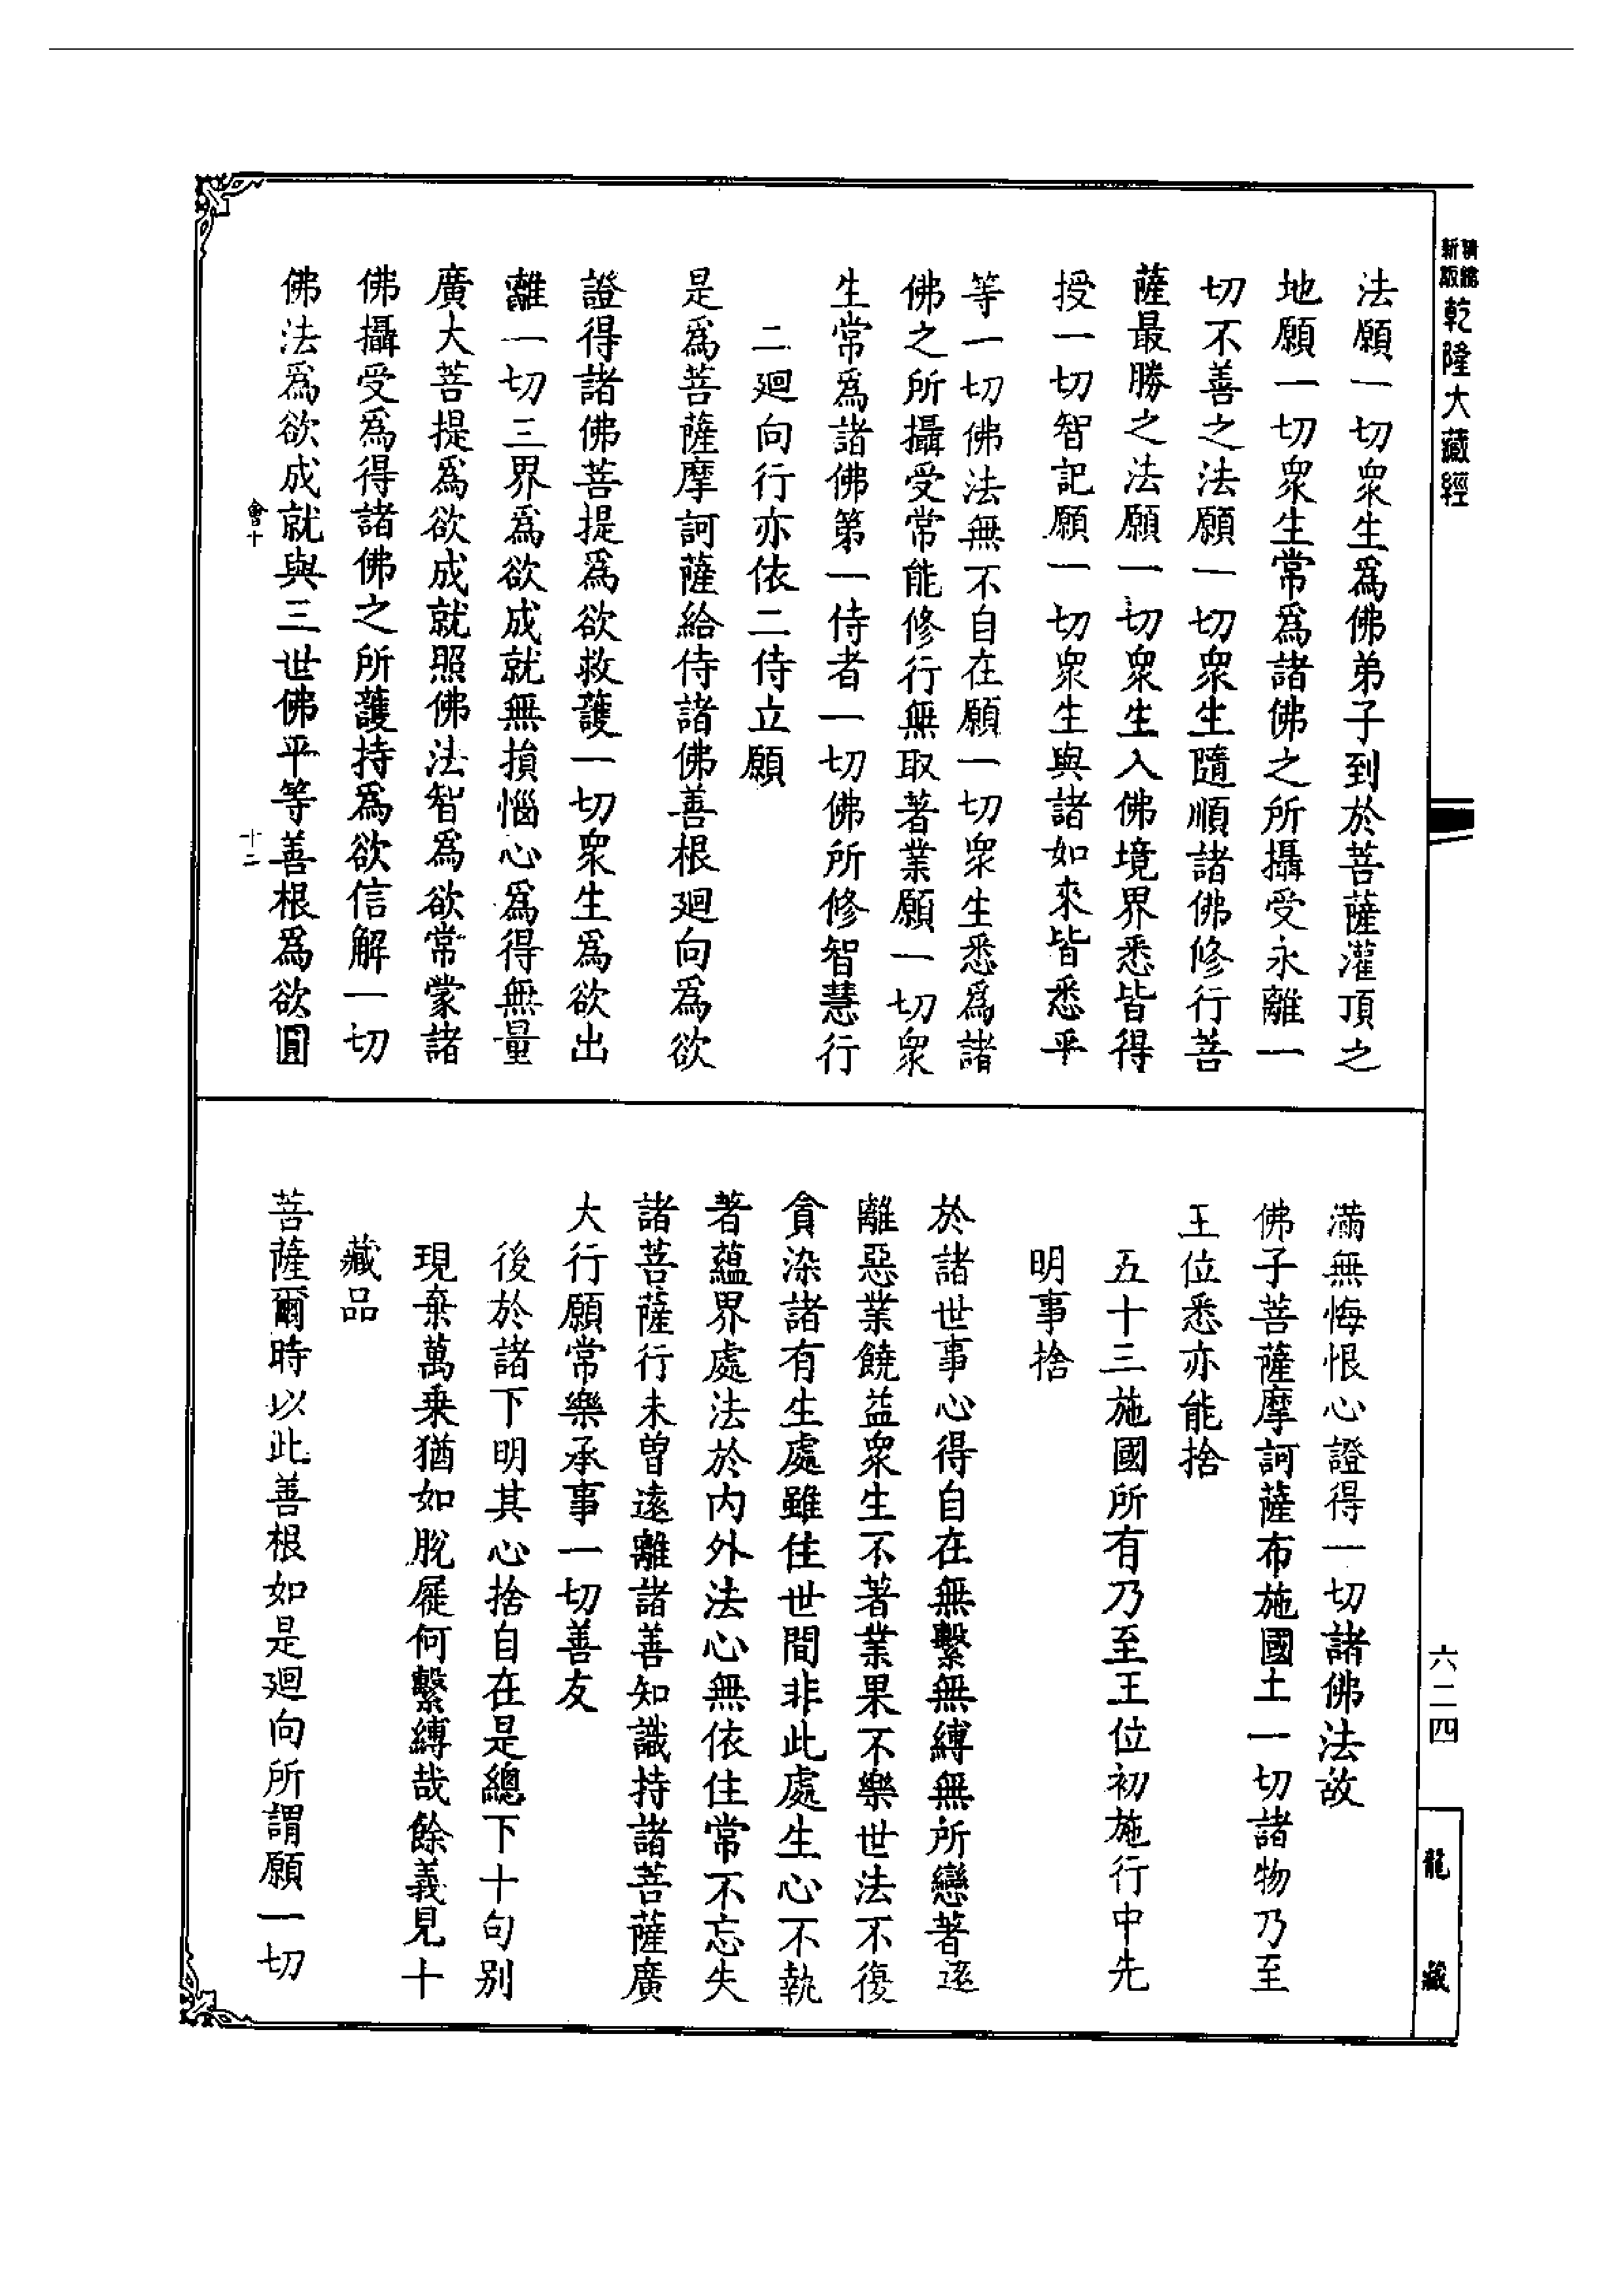 新版精編乾隆大藏經
法願一切衆生爲佛弟子到於菩薩灌頂之
地願一切衆生常爲諸佛之所攝受永離一
切不善之法願一切衆生隨順諸佛修行菩
薩最勝之法願一切衆生入佛境界悉皆得
授一切智記願一切衆生與諸如來皆悉平
等一切佛法無不自在願一切衆生悉爲諸
佛之所攝受常能修行無取著業願一切衆
生常爲諸佛第一侍者一切佛所修智慧行
二廻向行亦依二侍立願
是爲菩薩摩訶薩給侍諸佛善根廻向爲欲
證得諸佛菩提爲欲救護一切衆生爲欲出
離一切三界爲欲成就無損惱心爲得無量
廣大菩提爲欲成就照佛法智爲欲常蒙諸
佛攝受爲得諸佛之所護持爲欲信解一切
佛法爲欲成就與三世佛平等善根爲欲圓
會十
十二
滿無悔恨心證得一切諸佛法故
佛子菩薩摩訶薩布施國土一切諸物乃至
王位悉亦能捨
五十三施國所有乃至王位初施行中先
明事捨
於諸世事心得自在無繫無縛無所戀著遠
離惡業饒益衆生不著業果不樂世法不復
貪染諸有生處雖住世間非此處生心不執
著蘊界處法於內外法心無依住常不忘失
諸菩薩行未曾遠離諸善知識持諸菩薩廣
大行願常樂承事一切善友
後於諸下明其心捨自在是總下十句別
現棄萬乗猶如脫屣何繫縛哉餘義見十
藏品
菩薩爾時以此善根如是廻向所謂願一切
六二四
龍藏